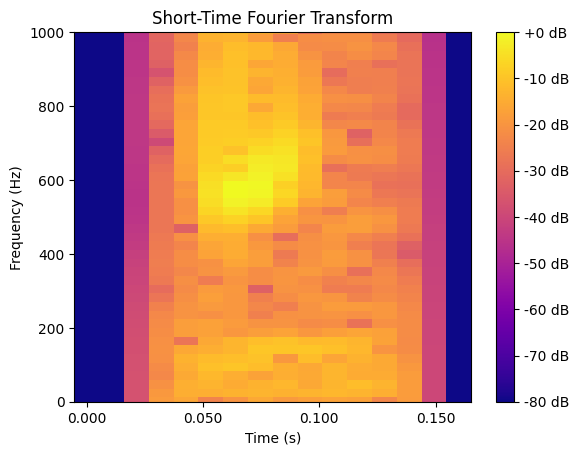 Short-Time Fourier Transform
1000
800
600
400
200
0
Frequency (Hz)
0.000
0.050
0.100
0.150
Time (s)
+0 dB
-10 dB
-20 dB
-30 dB
-40 dB
-50 dB
-60 dB
-70 dB
-80 dB